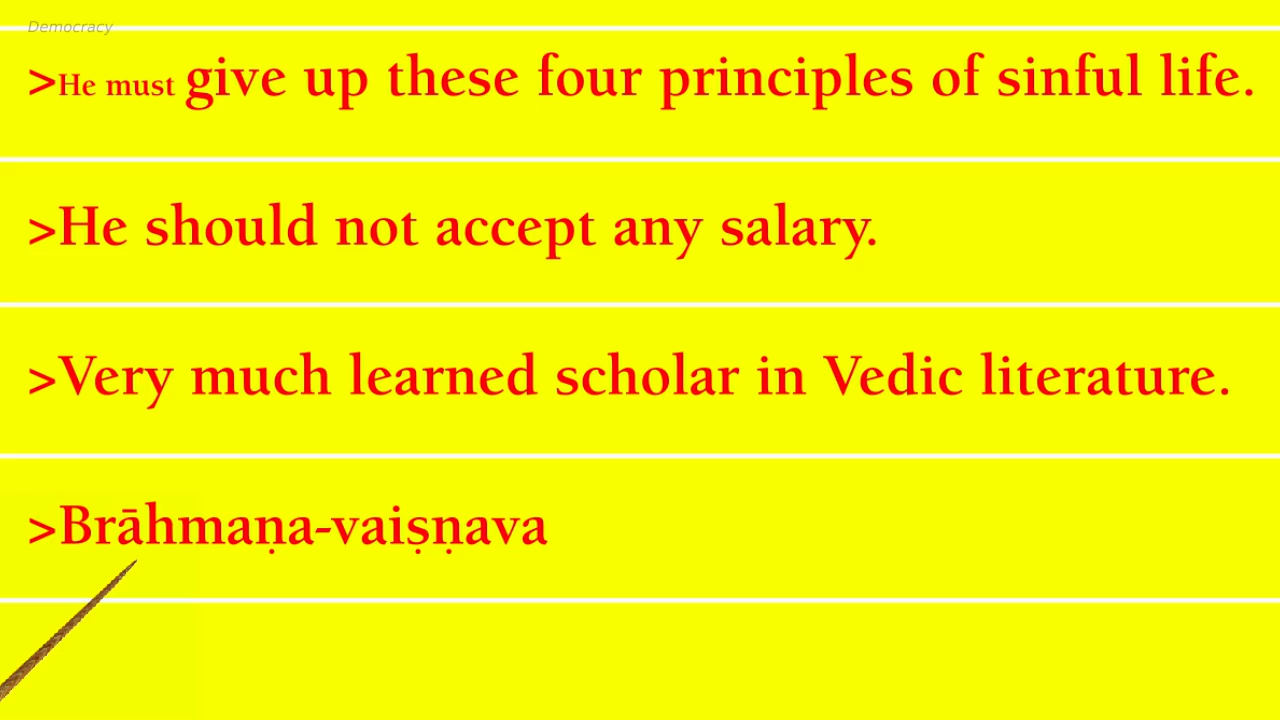 Democracy
>He must give up these four principles of sinful life.
>He should not accept any salary.
>Very much learned scholar in Vedic literature.
>Brāhmaṇa-vaiṣṇava